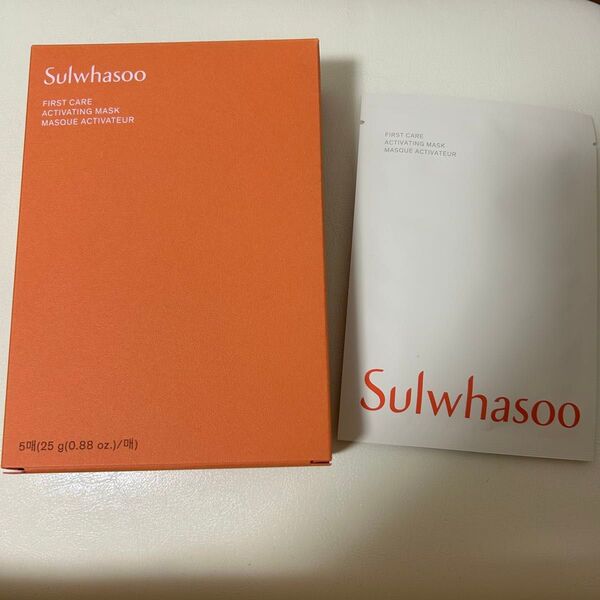 Sulwhasoo
FIRST CARE
ACTIVATING MASK
MASQUE ACTIVATEUR
5매(25 g(0.88 oz.)/매)
FIRST CARE
ACTIVATING MASK
MASQUE ACTIVATEUR
Sulwhasoo